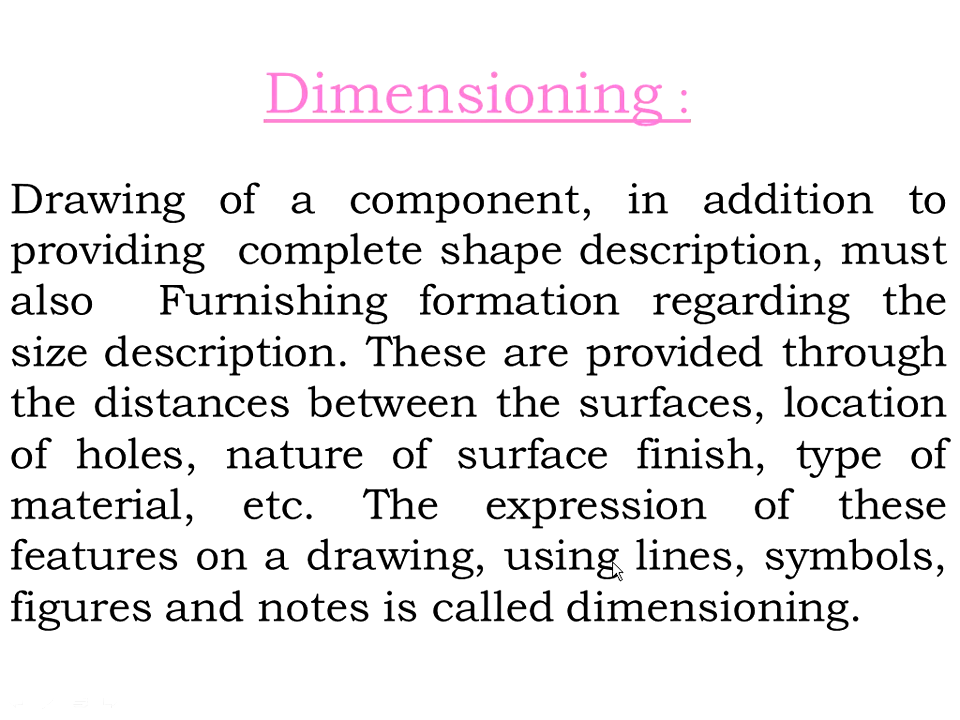 Dimensioning :
Drawing of a component, in addition to
providing complete shape description, must
also Furnishing formation regarding the
size description. These are provided through
the distances between the surfaces, location
of holes, nature of surface finish, type of
material, etc. The expression of these
features on a drawing, using lines, symbols,
figures and notes is called dimensioning.